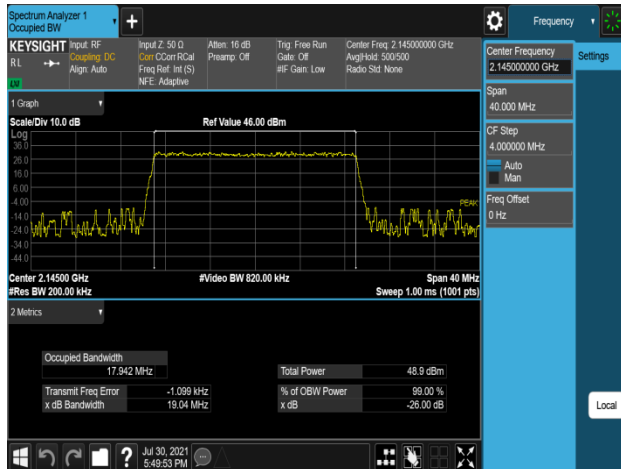 Spectrum Analyzer 1
Occupied BW
Frequency
KEYSIGHT Input: RF Input Z: 50 Ω Atten: 16 dB Trig: Free Run Center Freq: 2.145000000 GHz
RL Coupling: DC Corr CCorr RCal Preamp: Off Gate: Off Avg|Hold: 500/500
Align: Auto Freq Ref: Int (S) #IF Gain: Low Radio Std: None
NFE: Adaptive
Center Frequency
2.145000000 GHz
Settings
Span
40.000 MHz
CF Step
4.000000 MHz
Auto
Man
Freq Offset
0 Hz
Local
1 Graph
Scale/Div 10.0 dB Ref Value 46.00 dBm
Log
36.0
26.0
16.0
6.00
-4.00
-14.0
-24.0
-34.0
-44.0
PEAK
Center 2.14500 GHz #Video BW 820.00 kHz Span 40 MHz
#Res BW 200.00 kHz Sweep 1.00 ms (1001 pts)
2 Metrics
Occupied Bandwidth
17.942 MHz
Total Power 48.9 dBm
Transmit Freq Error -1.099 kHz
% of OBW Power 99.00 %
x dB Bandwidth 19.04 MHz
x dB -26.00 dB
Jul 30, 2021
5:49:53 PM